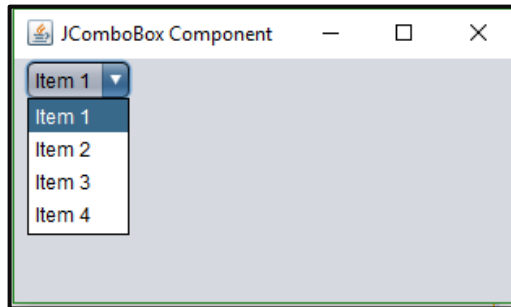 JComboBox Component
Item 1
Item 1
Item 2
Item 3
Item 4